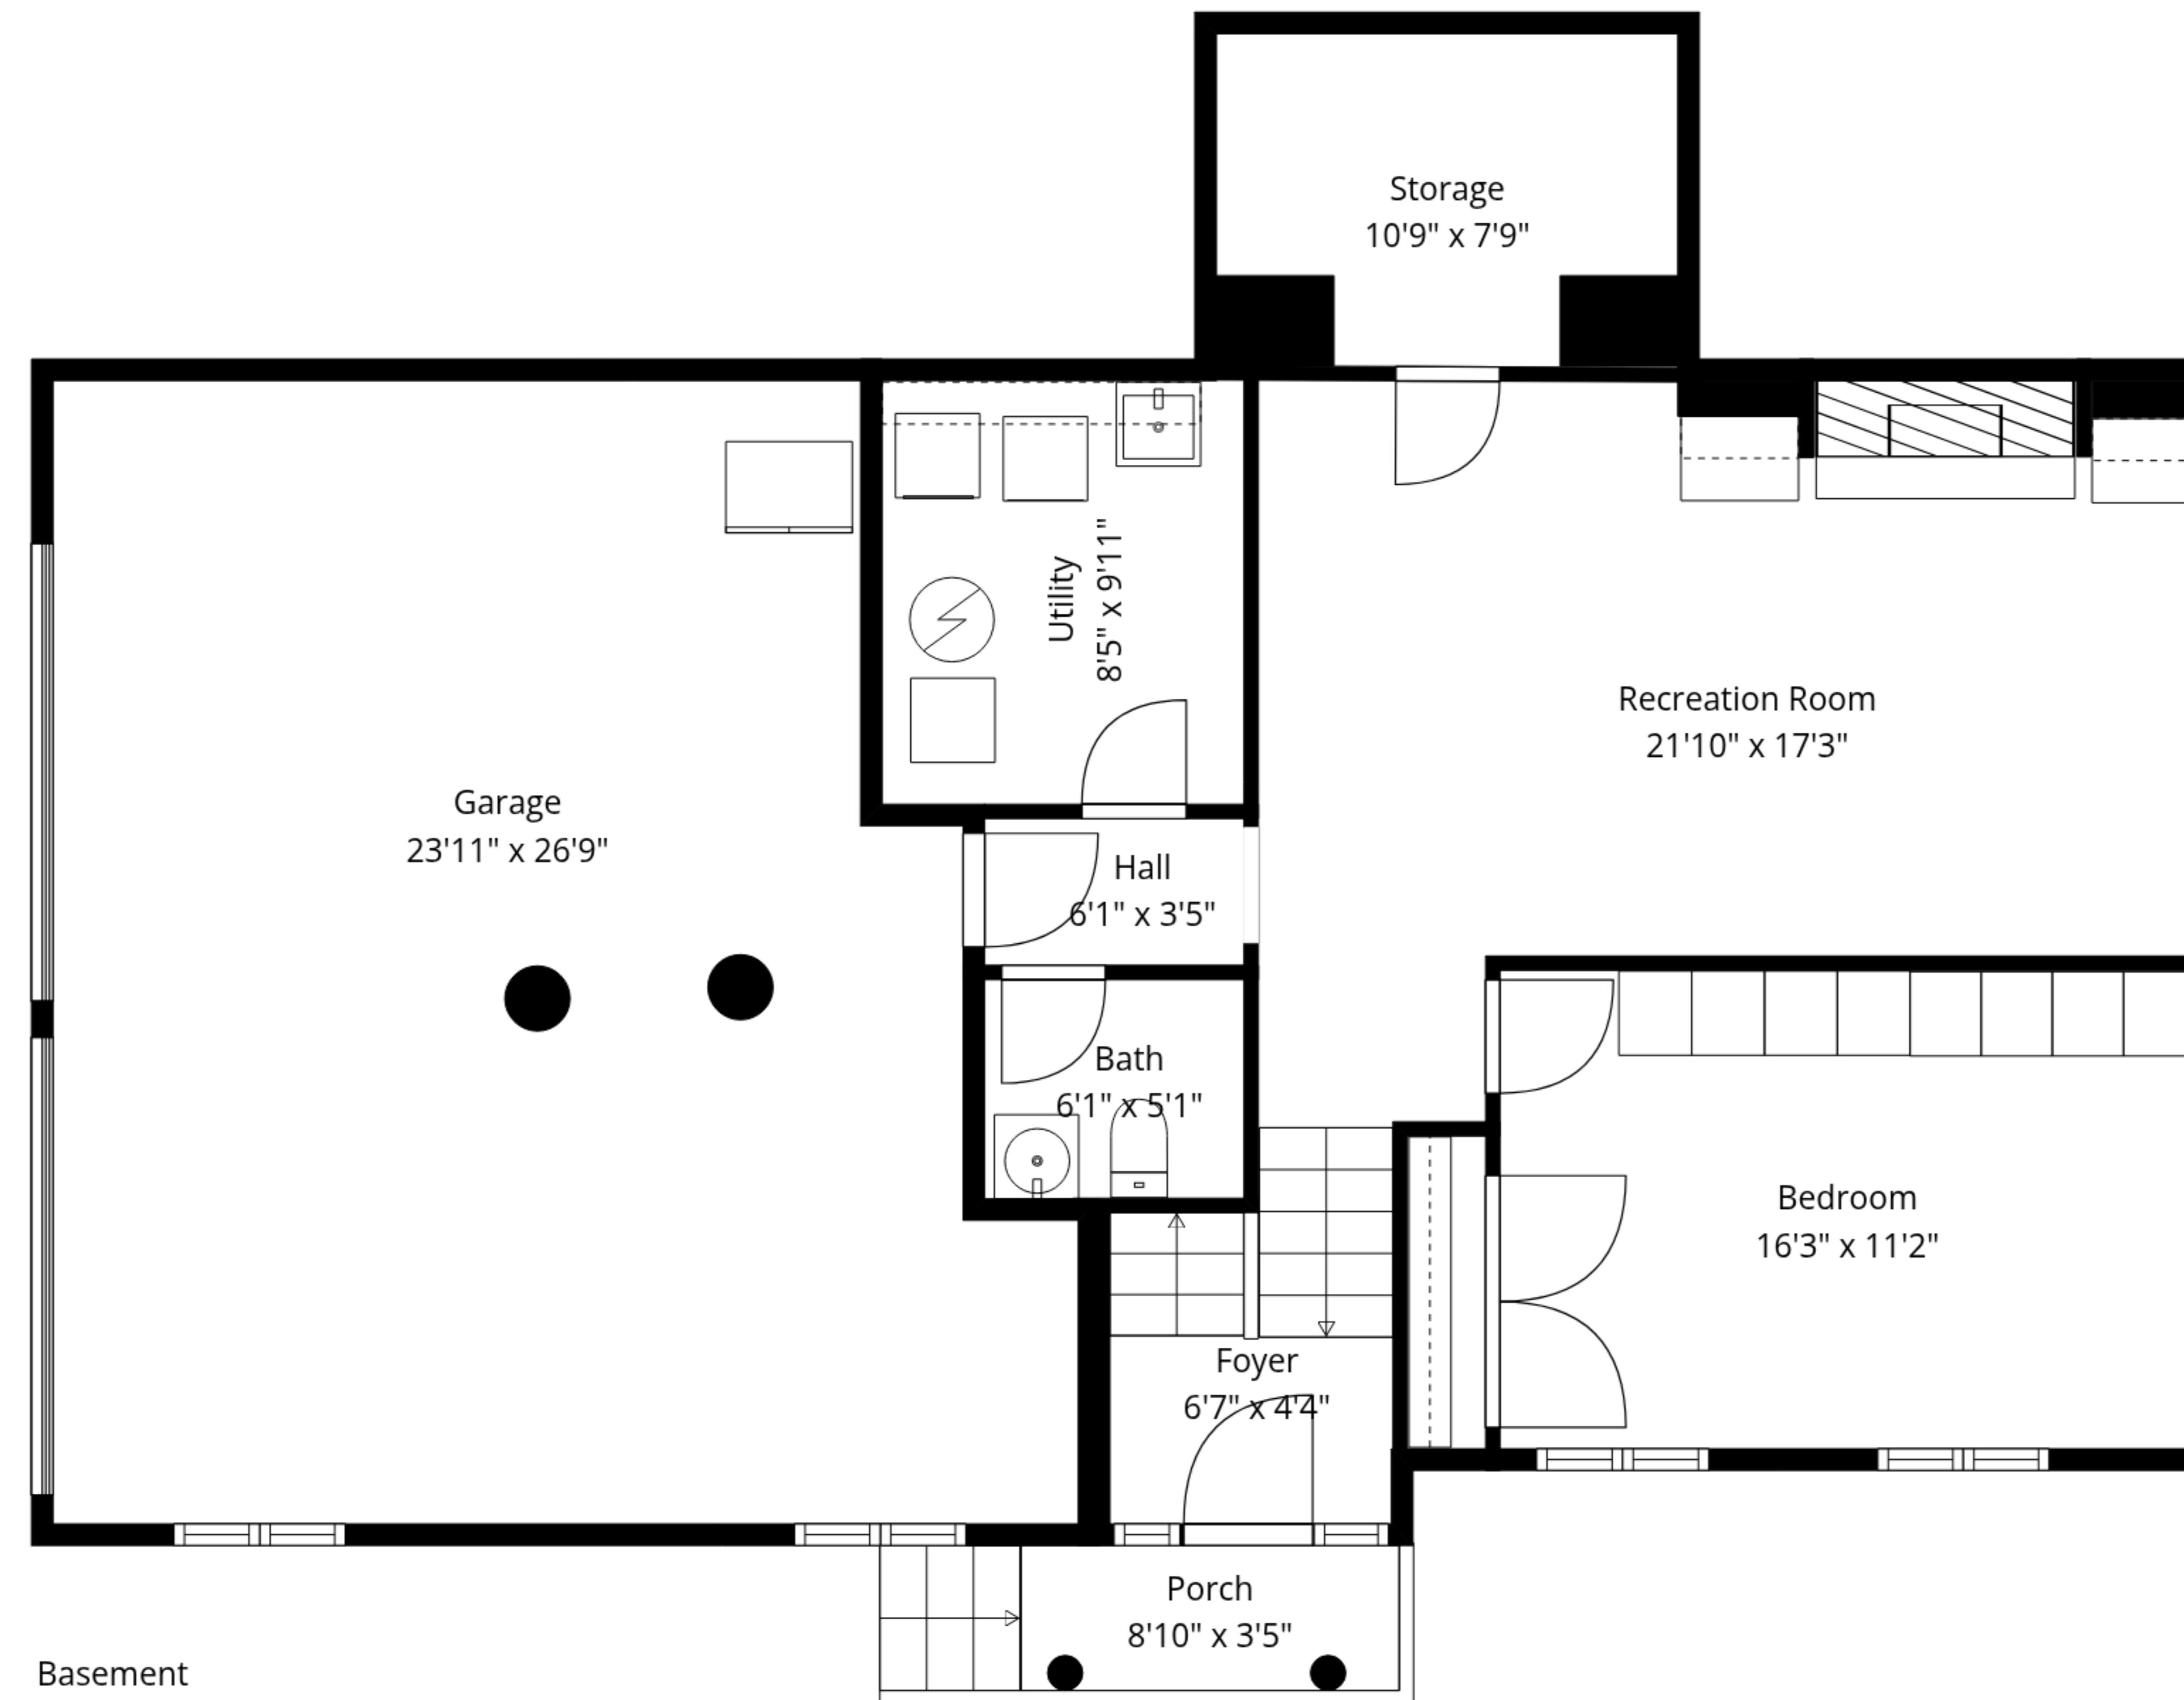 Storage
10'9" x 7'9"
Utility
8'5" x 9'11"
Recreation Room
21'10" x 17'3"
Garage
23'11" x 26'9"
Hall
6'1" x 3'5"
Bath
6'1" x 5'1"
Bedroom
16'3" x 11'2"
Foyer
6'7" x 4'4"
Porch
8'10" x 3'5"
Basement